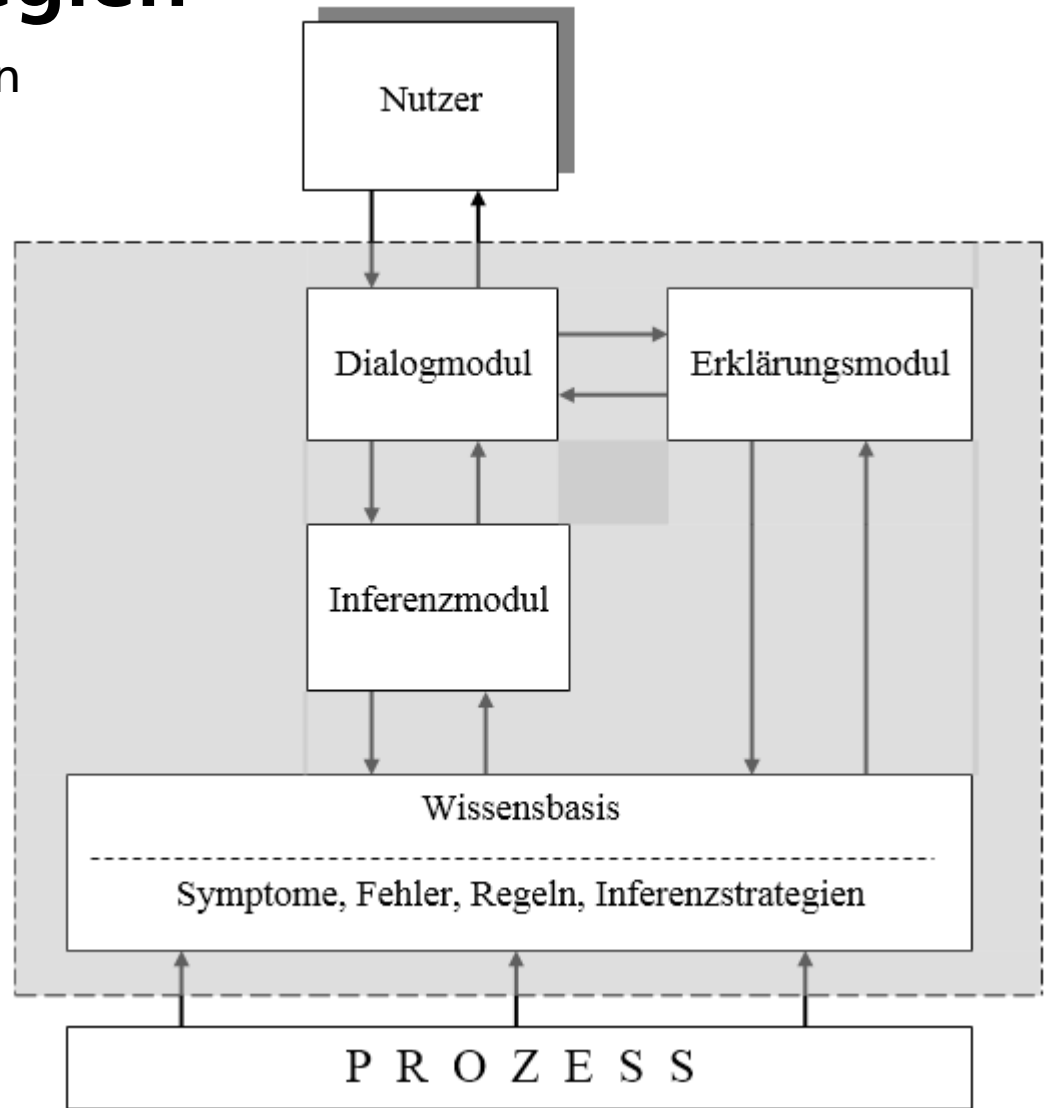 n
Nutzer
Dialogmodul
Erklärungsmodul
Inferenzmodul
Wissensbasis
Symptome, Fehler, Regeln, Inferenzstrategien
P R O Z E S S